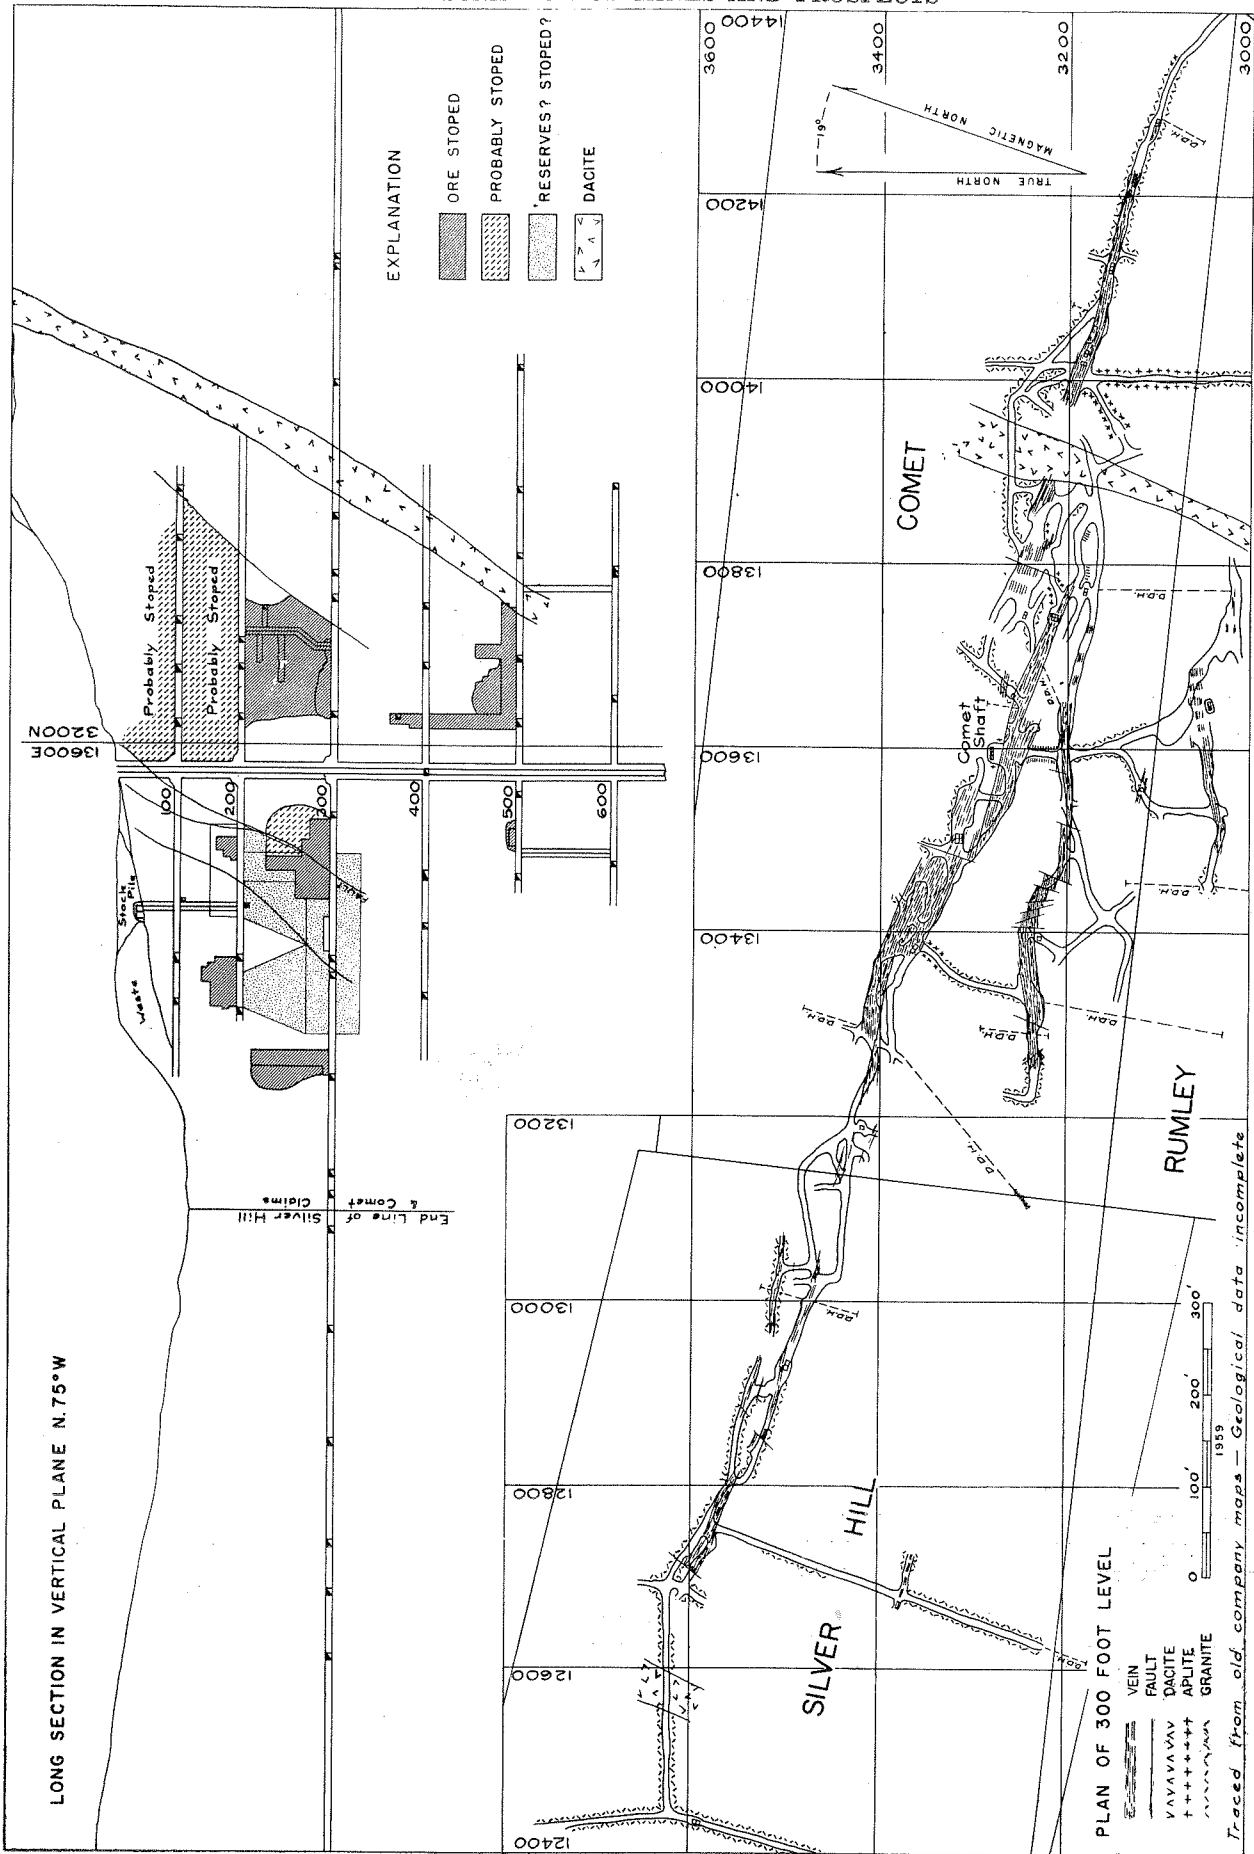 LONG SECTION IN VERTICAL PLANE N.75°W
End Line of Silver Hill
& Comet Claims
Waste
Stock
Pile
Fault
13600E
3200N
Probably Stoped
Probably Stoped
100
200
300
400
500
600
EXPLANATION
ORE STOPED
PROBABLY STOPED
'RESERVES? STOPED?
DACITE
12400
12600
12800
13000
13200
13400
13600
13800
14000
14200
14400
3600
3400
3200
3000
SILVER
HILL
RUMLEY
COMET
Comet
Shaft
D.D.H.
D.D.H.
D.D.H.
D.D.H.
D.D.H.
D.D.H.
D.D.H.
D.D.H.
D.D.H.
D.D.H.
TRUE NORTH
MAGNETIC NORTH
19°
PLAN OF 300 FOOT LEVEL
VEIN
FAULT
DACITE
APLITE
GRANITE
0 100' 200' 300'
1959
Traced from old company maps — Geological data incomplete